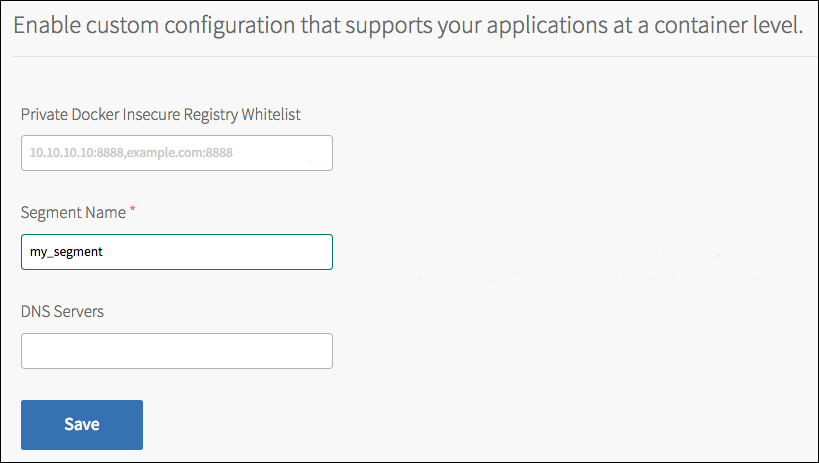 Enable custom configuration that supports your applications at a container level.
Private Docker Insecure Registry Whitelist
10.10.10.10:8888,example.com:8888
Segment Name *
my_segment
DNS Servers
Save